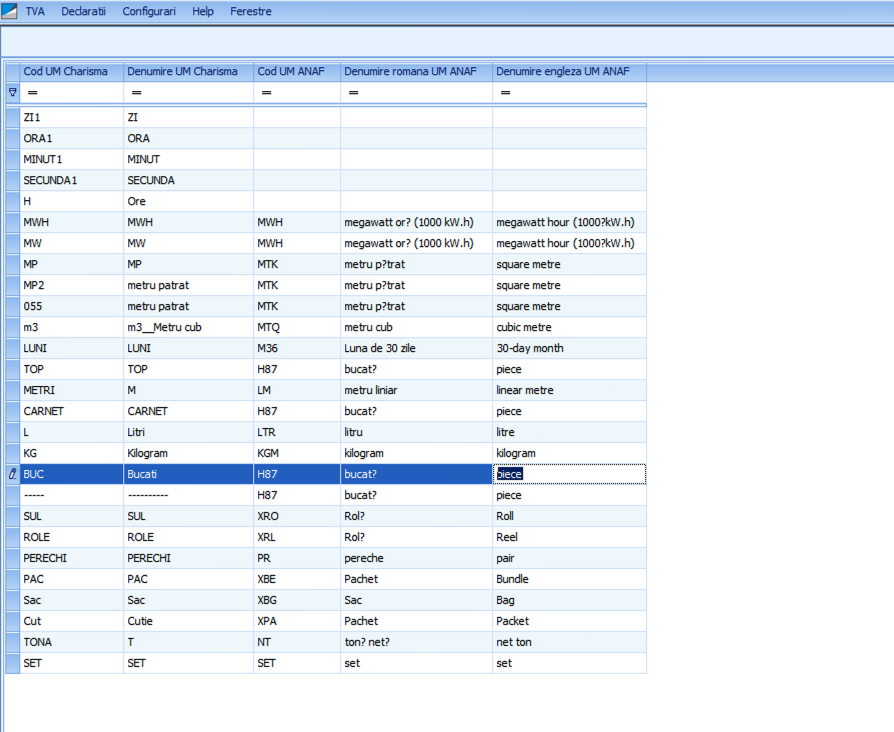 TVA Declaratii Configurari Help Ferestre
Cod UM Charisma Denumire UM Charisma Cod UM ANAF Denumire romana UM ANAF Denumire engleza UM ANAF
= = = = =
ZI1 ZI
ORA1 ORA
MINUT1 MINUT
SECUNDA1 SECUNDA
H Ore
MWH MWH MWH megawatt or? (1000 kW.h) megawatt hour (1000?kW.h)
MW MW MWH megawatt or? (1000 kW.h) megawatt hour (1000?kW.h)
MP MP MTK metru p?trat square metre
MP2 metru patrat MTK metru p?trat square metre
055 metru patrat MTK metru p?trat square metre
m3 m3__Metru cub MTQ metru cub cubic metre
LUNI LUNI M36 Luna de 30 zile 30-day month
TOP TOP H87 bucat? piece
METRI M LM metru liniar linear metre
CARNET CARNET H87 bucat? piece
L Litri LTR litru litre
KG Kilogram KGM kilogram kilogram
BUC Bucati H87 bucat? piece
----- ---------- H87 bucat? piece
SUL SUL XRO Rol? Roll
ROLE ROLE XRL Rol? Reel
PERECHI PERECHI PR pereche pair
PAC PAC XBE Pachet Bundle
Sac Sac XBG Sac Bag
Cut Cutie XPA Pachet Packet
TONA T NT ton? net? net ton
SET SET SET set set